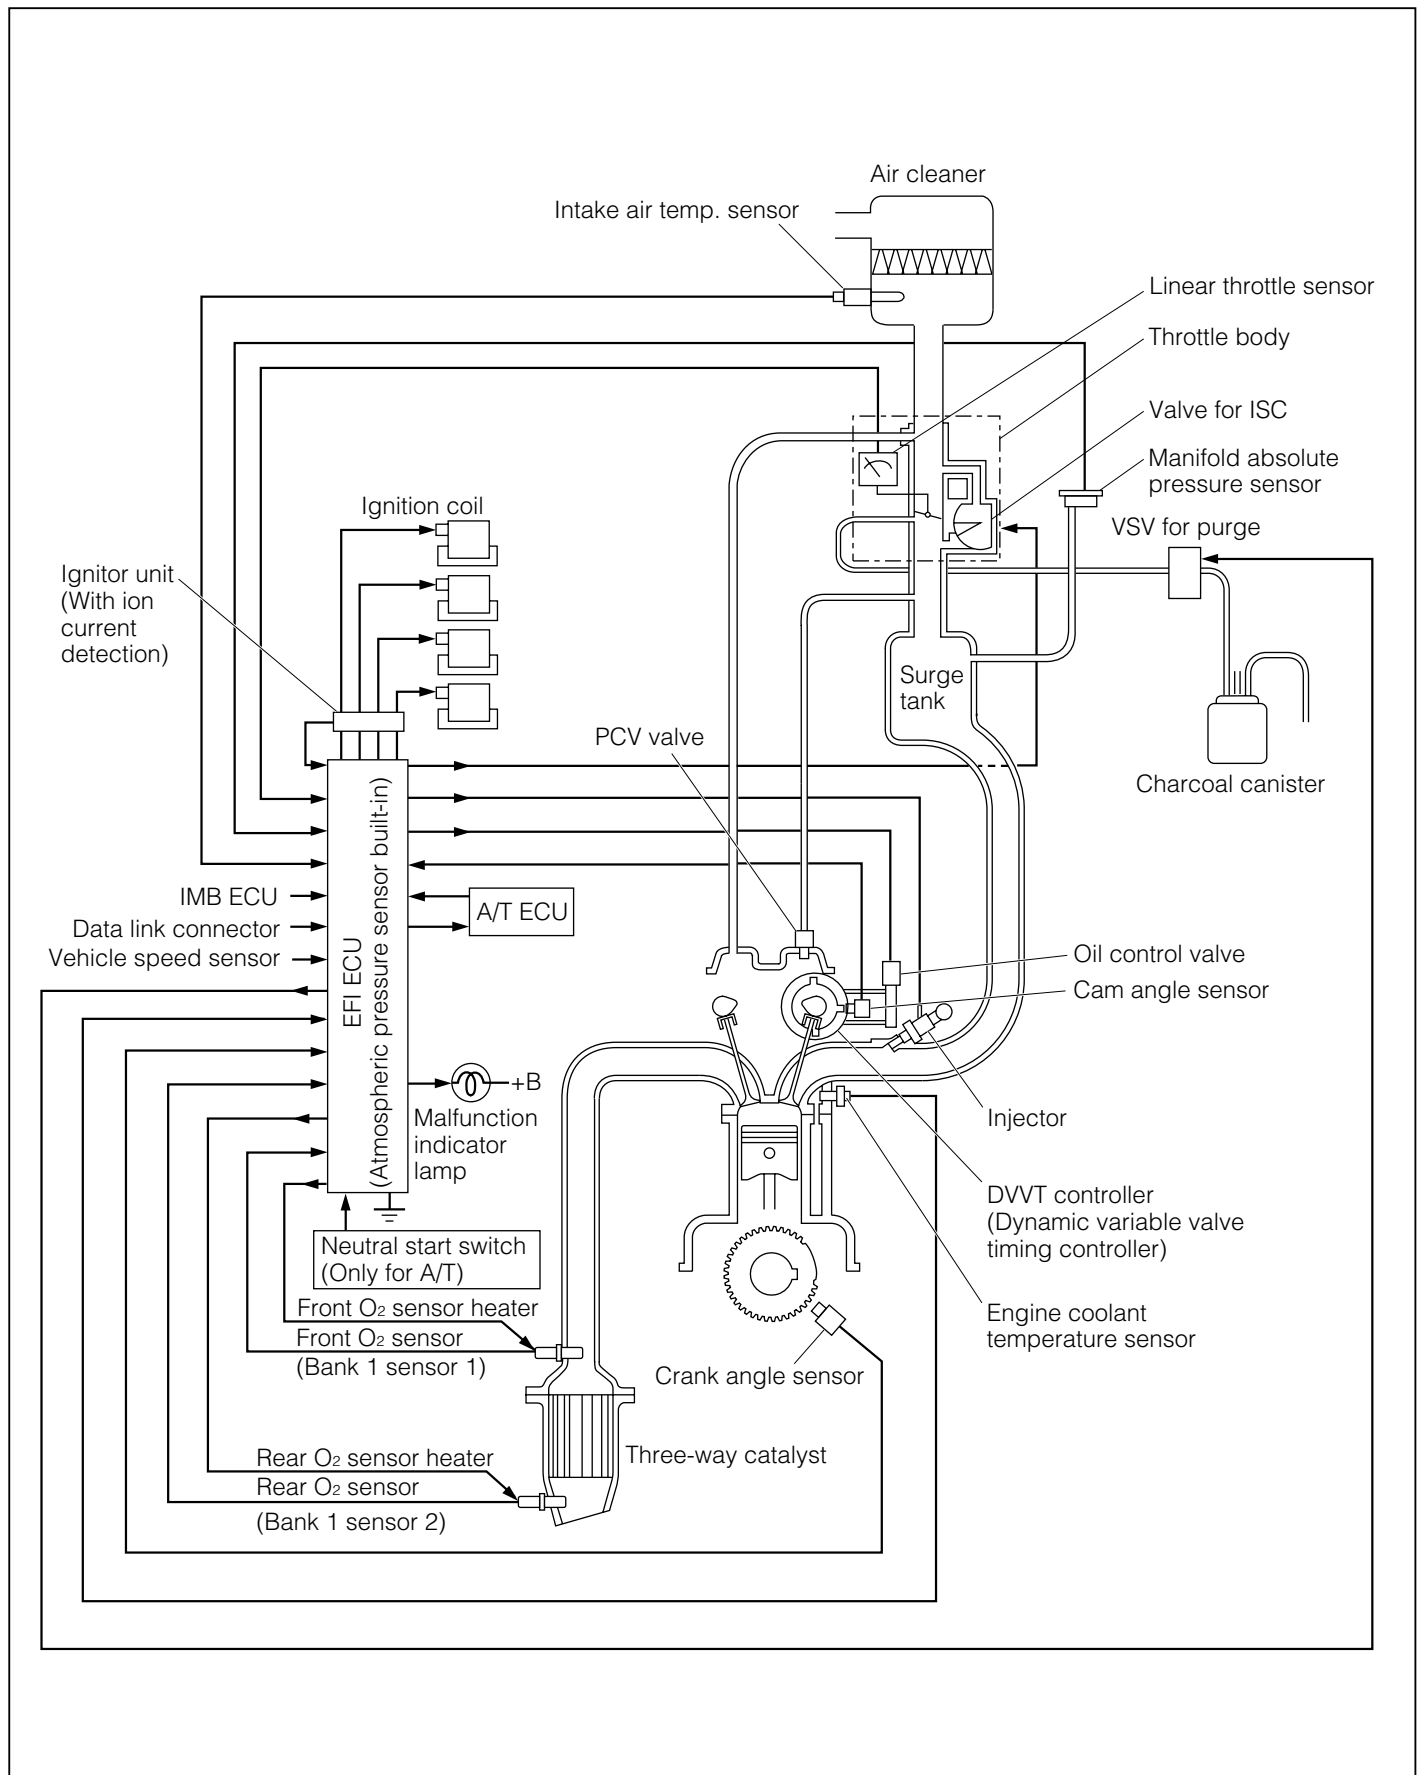 Air cleaner
Intake air temp. sensor
Linear throttle sensor
Throttle body
Valve for ISC
Manifold absolute
pressure sensor
VSV for purge
Ignition coil
Ignitor unit
(With ion
current
detection)
Surge
tank
PCV valve
Charcoal canister
EFI ECU
(Atmospheric pressure sensor built-in)
IMB ECU
Data link connector
Vehicle speed sensor
A/T ECU
Oil control valve
Cam angle sensor
+B
Malfunction
indicator
lamp
Injector
DVVT controller
(Dynamic variable valve
timing controller)
Neutral start switch
(Only for A/T)
Front O2 sensor heater
Front O2 sensor
(Bank 1 sensor 1)
Engine coolant
temperature sensor
Crank angle sensor
Three-way catalyst
Rear O2 sensor heater
Rear O2 sensor
(Bank 1 sensor 2)